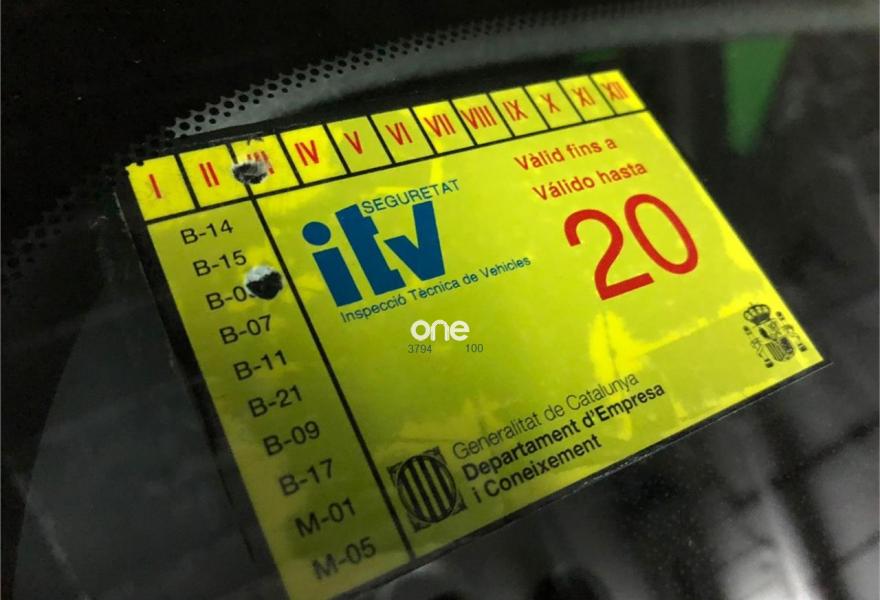 I II IV V VI VII VIII IX X XI XII
Vàlid fins a
Válido hasta
20
SEGURETAT
itv
Inspecció Tècnica de Vehicles
B-14
B-15
B-07
B-11
B-21
B-09
B-17
M-01
M-05
one
3794 100
Generalitat de Catalunya
Departament d'Empresa
i Coneixement